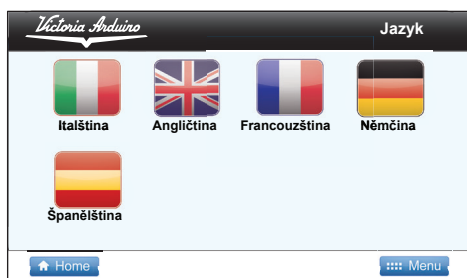 Victoria Arduino
Jazyk
Italština Angličtina Francouzština Němčina
Španělština
Home Menu